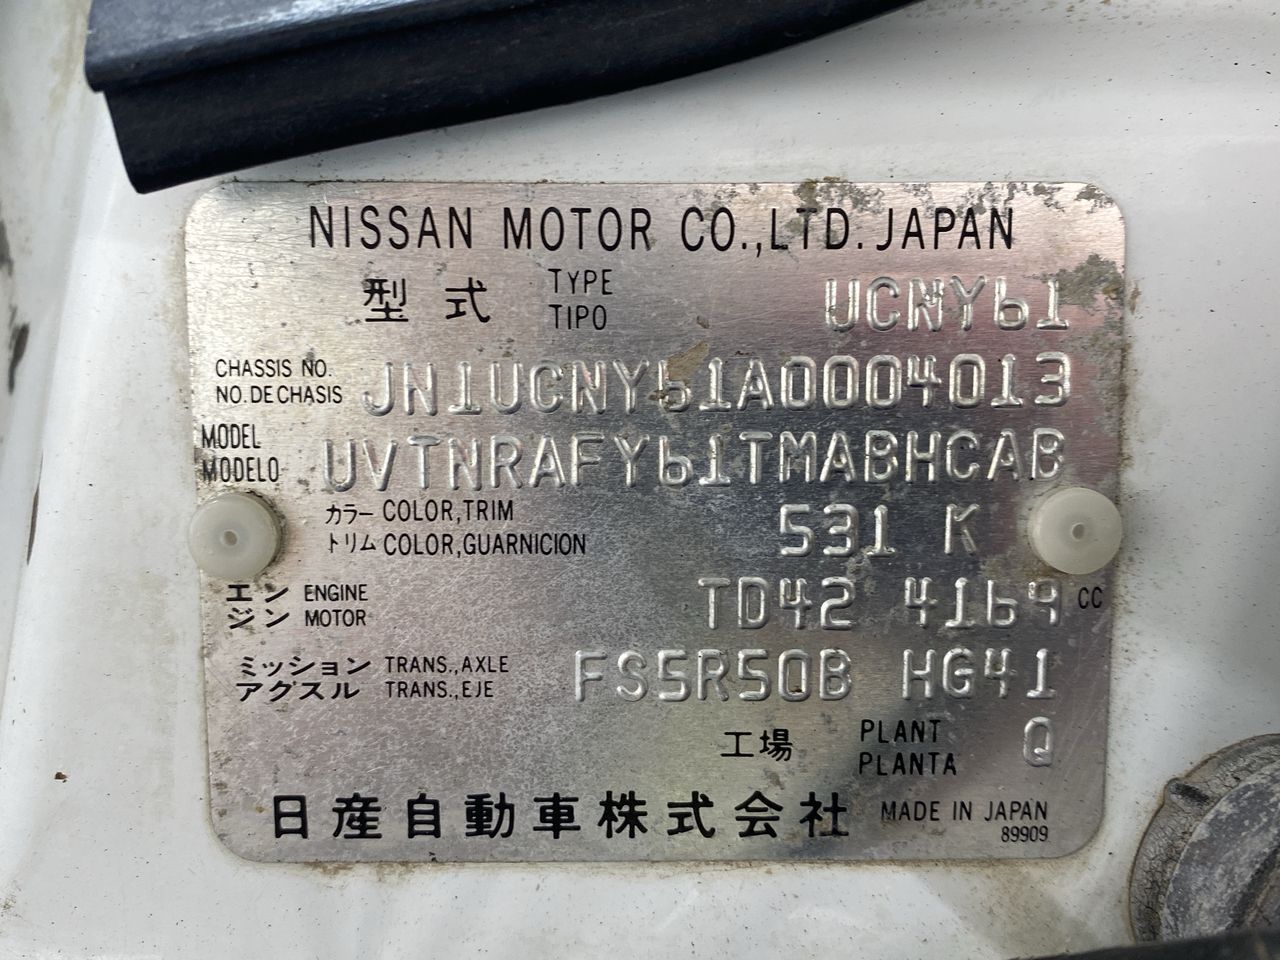 NISSAN MOTOR CO.,LTD. JAPAN
型式 TYPE UCNY61
TIPO
CHASSIS NO. JN1UCNY61A0004013
NO. DE CHASIS
MODEL UVTNRAFY61TMABHCAB
MODELO
カラー COLOR,TRIM 531 K
トリム COLOR,GUARNICION
エン ENGINE TD42 4169 CC
ジン MOTOR
ミッション TRANS.,AXLE FS5R50B HG41
アクスル TRANS.,EJE
工場 PLANT Q
PLANTA
日産自動車株式会社 MADE IN JAPAN
89909